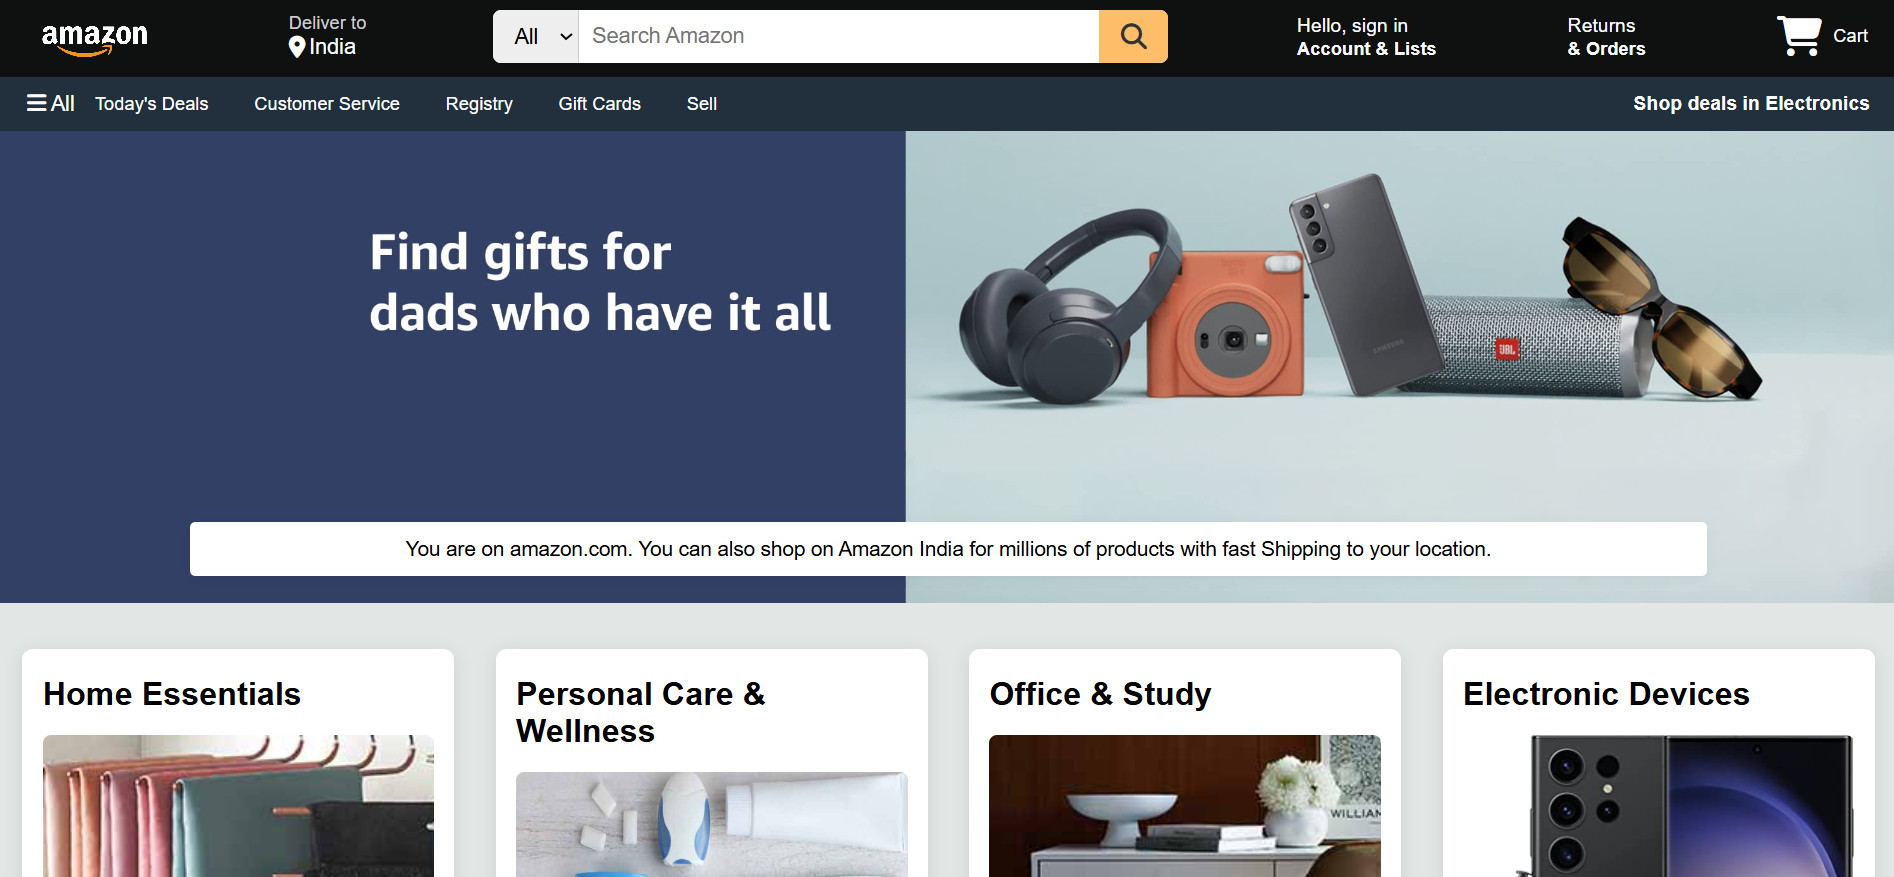 amazon
Deliver to
India
All
Search Amazon
Hello, sign in
Account & Lists
Returns
& Orders
Cart
All
Today's Deals
Customer Service
Registry
Gift Cards
Sell
Shop deals in Electronics
Find gifts for
dads who have it all
SAMSUNG
JBL
You are on amazon.com. You can also shop on Amazon India for millions of products with fast Shipping to your location.
Home Essentials
Personal Care &
Wellness
Office & Study
Electronic Devices
WILLIAM